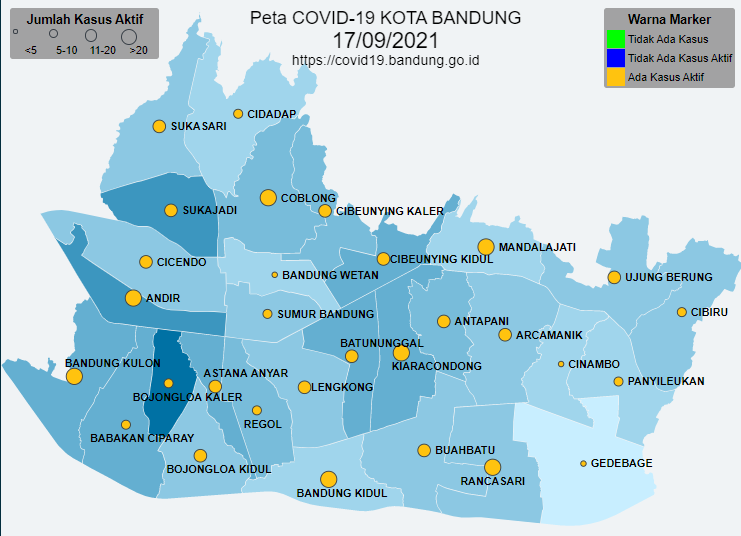 Jumlah Kasus Aktif
<5 5-10 11-20 >20
Peta COVID-19 KOTA BANDUNG
17/09/2021
https://covid19.bandung.go.id
Warna Marker
Tidak Ada Kasus
Tidak Ada Kasus Aktif
Ada Kasus Aktif
CIDADAP
SUKASARI
COBLONG
SUKAJADI
CIBEUNYING KALER
MANDALAJATI
CICENDO
CIBEUNYING KIDUL
BANDUNG WETAN
UJUNG BERUNG
ANDIR
SUMUR BANDUNG
CIBIRU
ANTAPANI
ARCAMANIK
BATUNUNGGAL
BANDUNG KULON
KIARACONDONG
CINAMBO
ASTANA ANYAR
PANYILEUKAN
LENGKONG
BOJONGLOA KALER
REGOL
BABAKAN CIPARAY
BUAHBATU
GEDEBAGE
BOJONGLOA KIDUL
RANCASARI
BANDUNG KIDUL